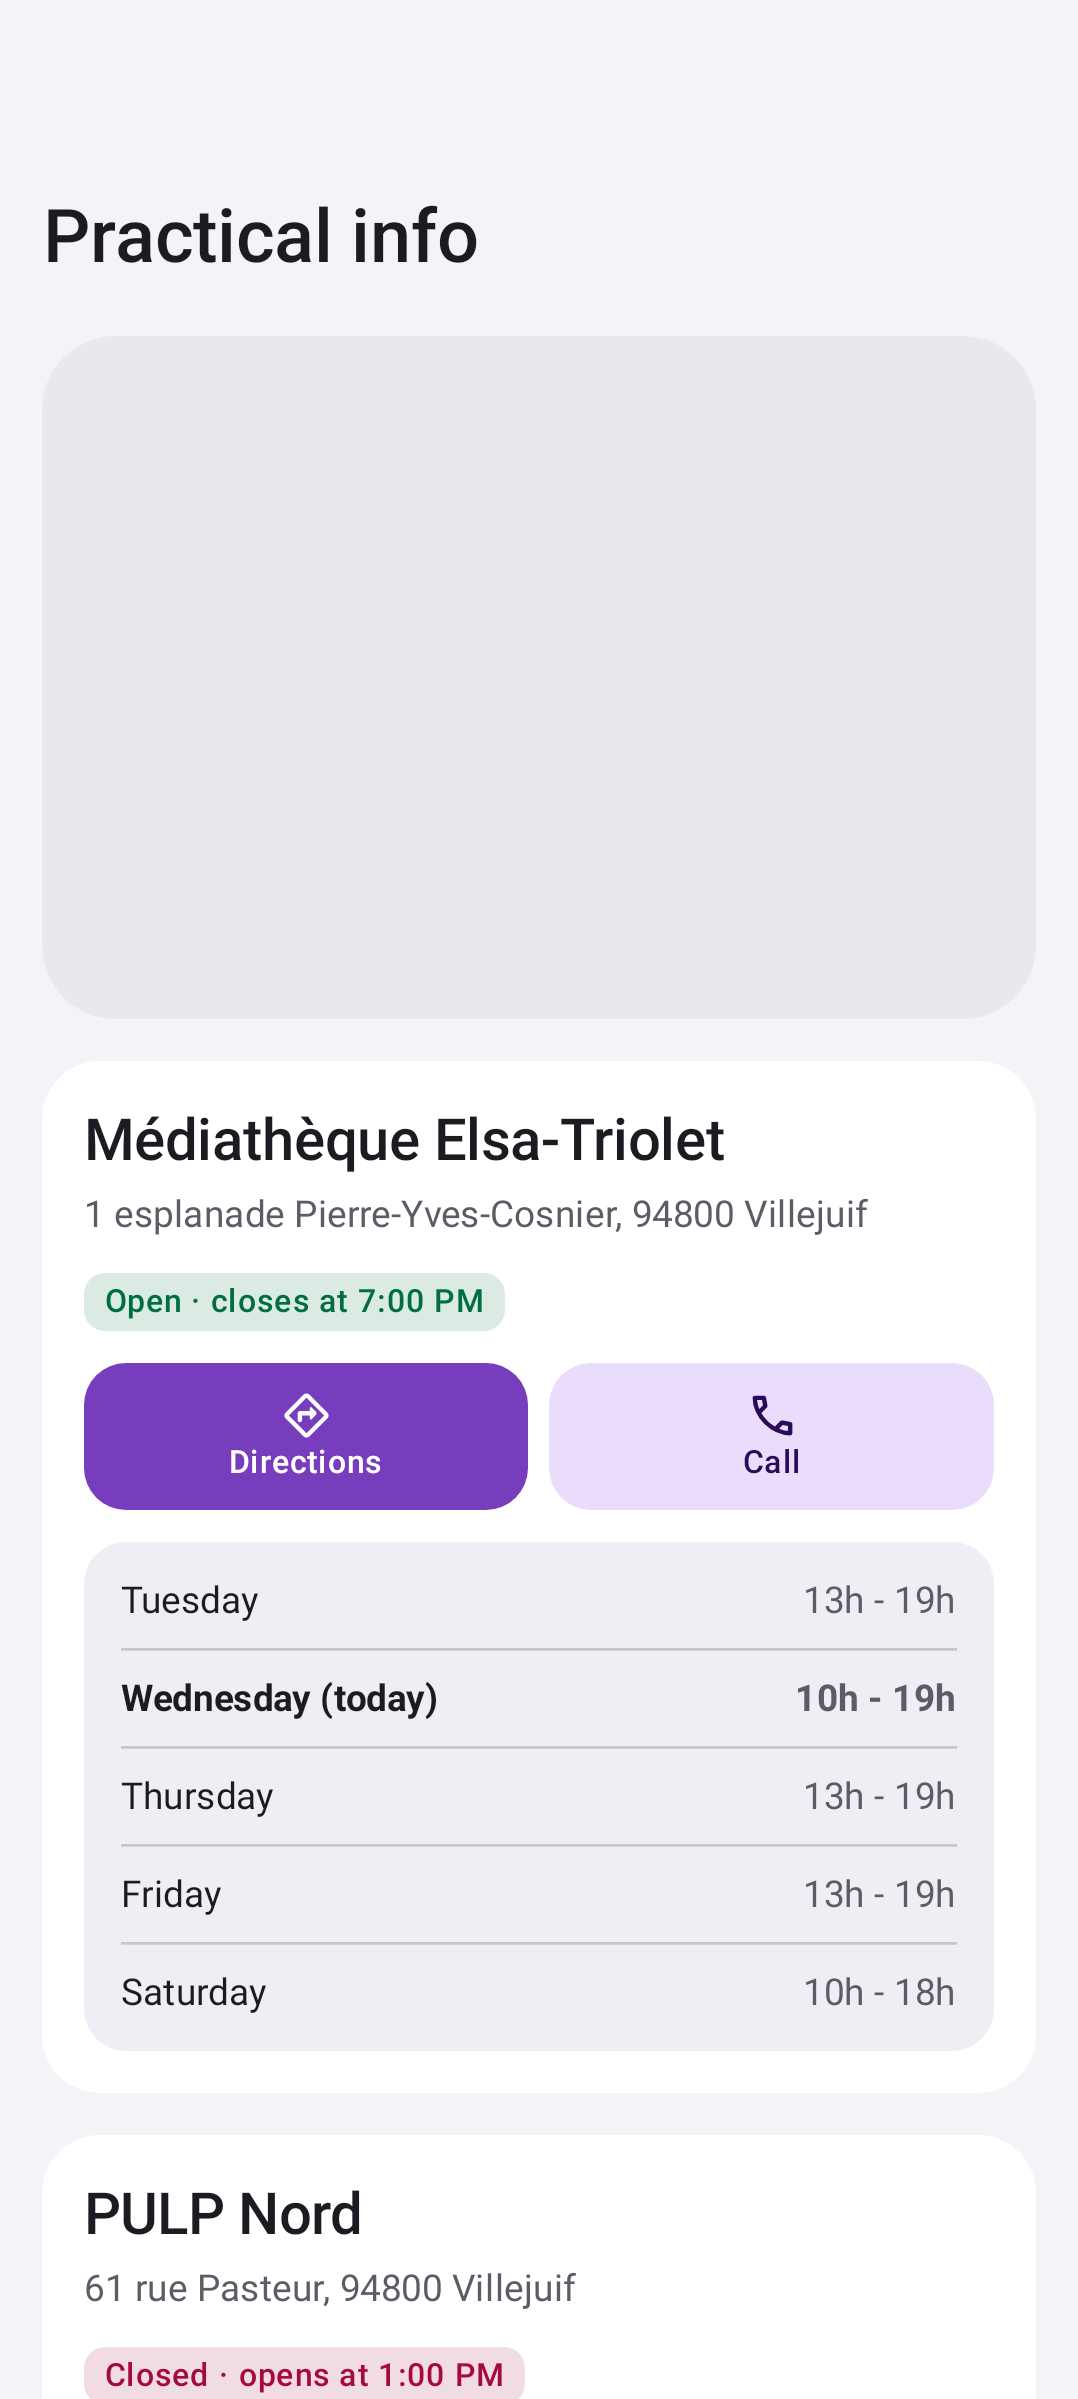 Practical info
Médiathèque Elsa-Triolet
1 esplanade Pierre-Yves-Cosnier, 94800 Villejuif
Open · closes at 7:00 PM
Directions
Call
Tuesday 13h - 19h
Wednesday (today) 10h - 19h
Thursday 13h - 19h
Friday 13h - 19h
Saturday 10h - 18h
PULP Nord
61 rue Pasteur, 94800 Villejuif
Closed · opens at 1:00 PM